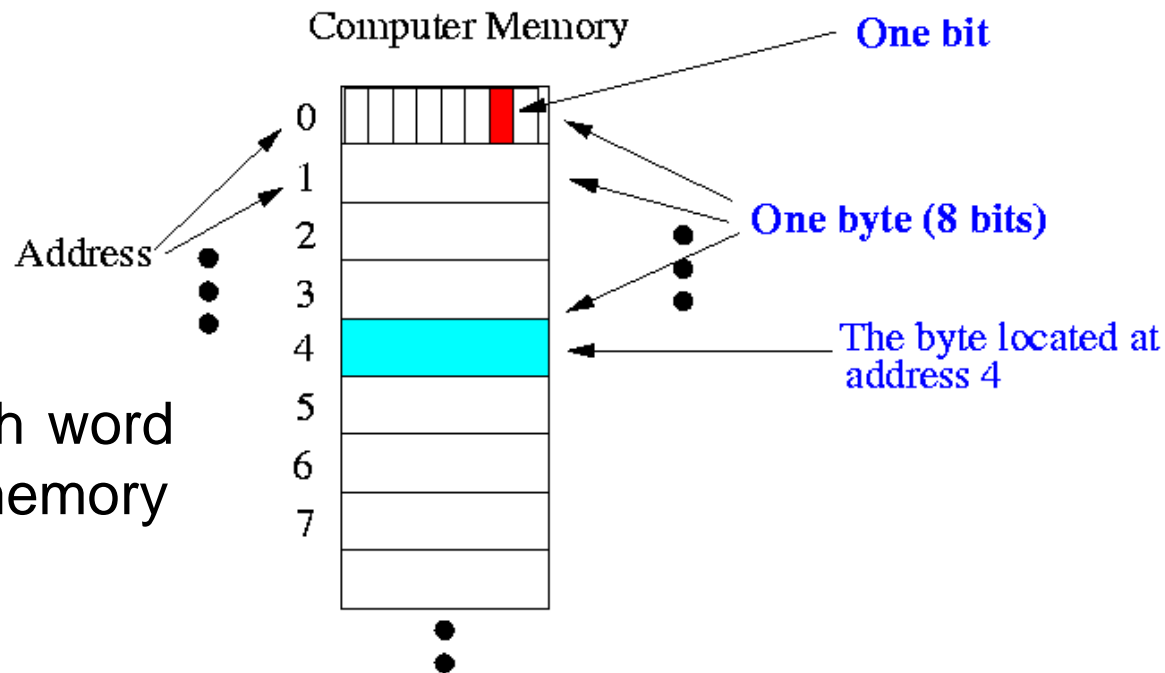 Computer Memory
One bit
0
1
2
3
4
5
6
7
Address
One byte (8 bits)
The byte located at
address 4
h word
nemory